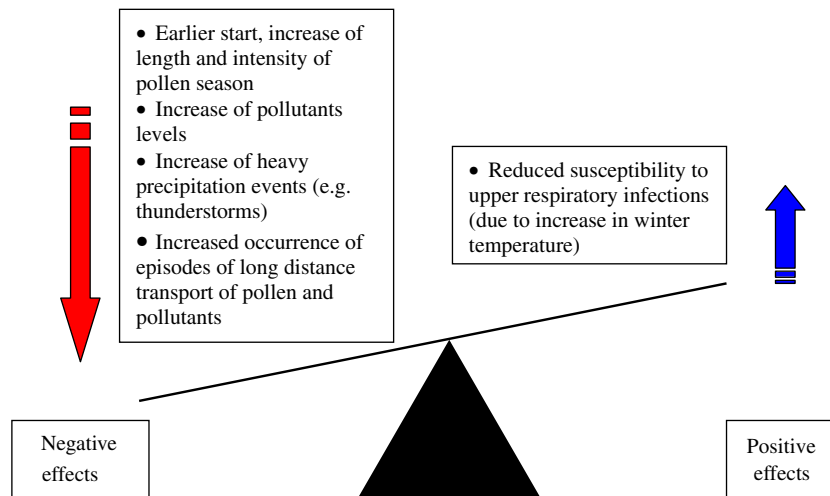 • Earlier start, increase of
length and intensity of
pollen season
• Increase of pollutants
levels
• Increase of heavy
precipitation events (e.g.
thunderstorms)
• Increased occurrence of
episodes of long distance
transport of pollen and
pollutants
• Reduced susceptibility to
upper respiratory infections
(due to increase in winter
temperature)
Negative
effects
Positive
effects